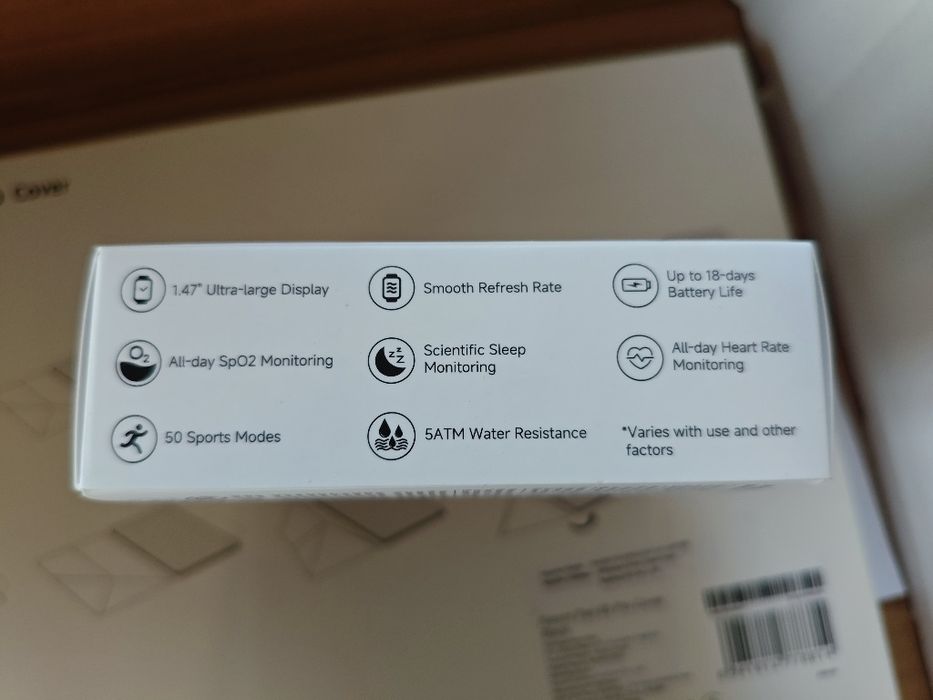 Cover
1.47" Ultra-large Display
Smooth Refresh Rate
Up to 18-days
Battery Life
O2
All-day SpO2 Monitoring
zzz
Scientific Sleep
Monitoring
All-day Heart Rate
Monitoring
50 Sports Modes
5ATM Water Resistance
*Varies with use and other
factors